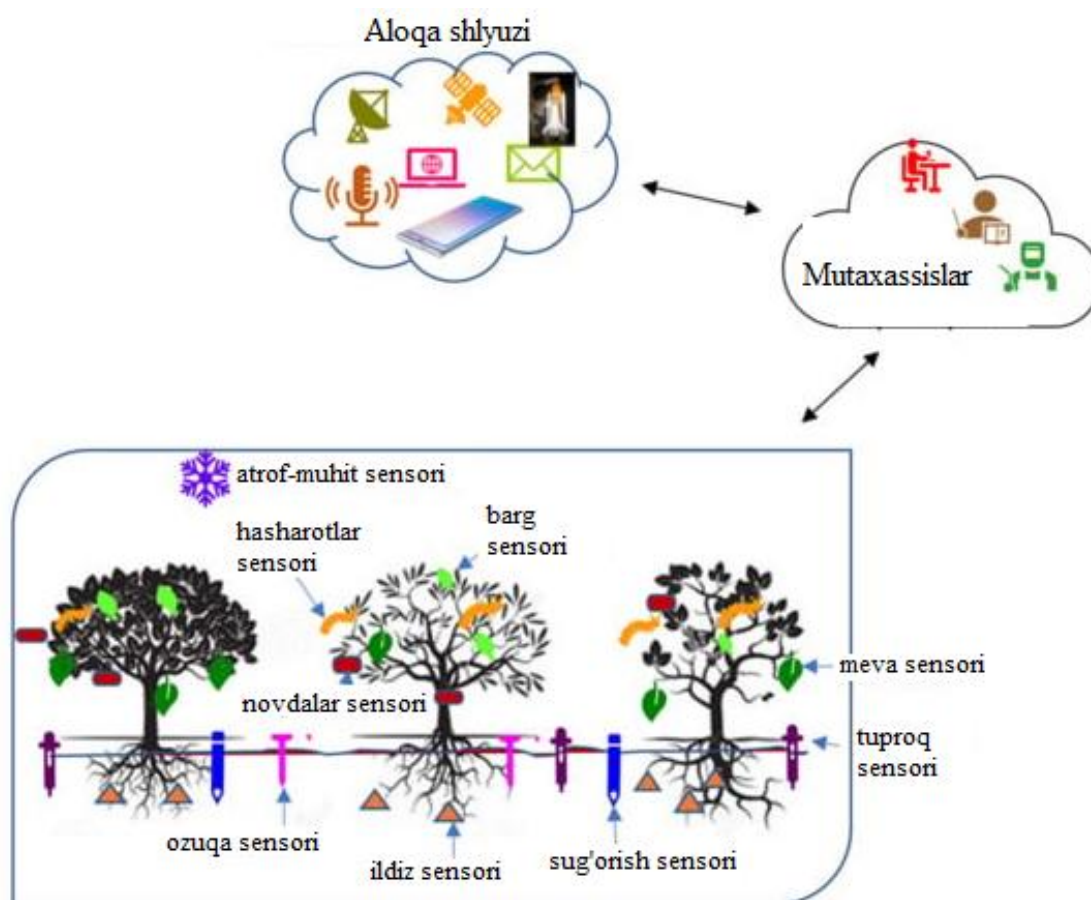 Aloqa shlyuzi
Mutaxassislar
atrof-muhit sensori
hasharotlar
sensori
barg
sensori
meva sensori
novdalar sensori
tuproq
sensori
ozuqa sensori
ildiz sensori
sug'orish sensori